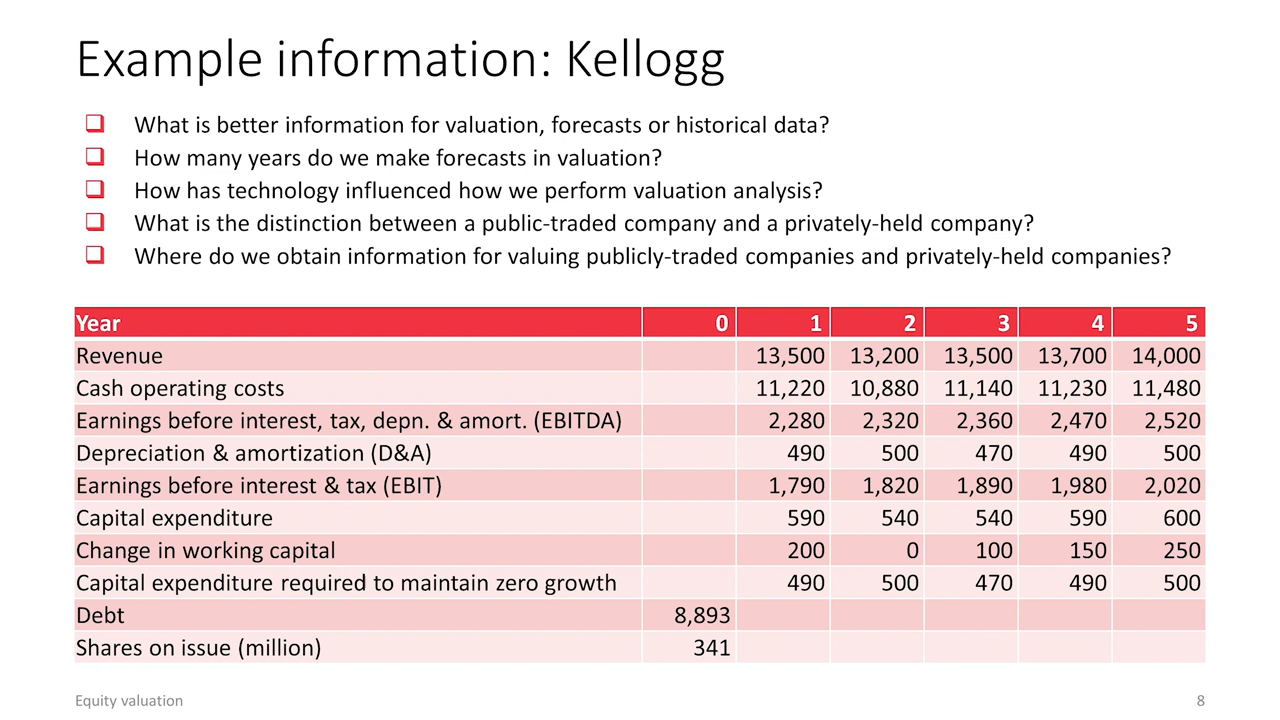 Example information: Kellogg
What is better information for valuation, forecasts or historical data?
How many years do we make forecasts in valuation?
How has technology influenced how we perform valuation analysis?
What is the distinction between a public-traded company and a privately-held company?
Where do we obtain information for valuing publicly-traded companies and privately-held companies?
Year 0 1 2 3 4 5
Revenue 13,500 13,200 13,500 13,700 14,000
Cash operating costs 11,220 10,880 11,140 11,230 11,480
Earnings before interest, tax, depn. & amort. (EBITDA) 2,280 2,320 2,360 2,470 2,520
Depreciation & amortization (D&A) 490 500 470 490 500
Earnings before interest & tax (EBIT) 1,790 1,820 1,890 1,980 2,020
Capital expenditure 590 540 540 590 600
Change in working capital 200 0 100 150 250
Capital expenditure required to maintain zero growth 490 500 470 490 500
Debt 8,893
Shares on issue (million) 341
Equity valuation 8